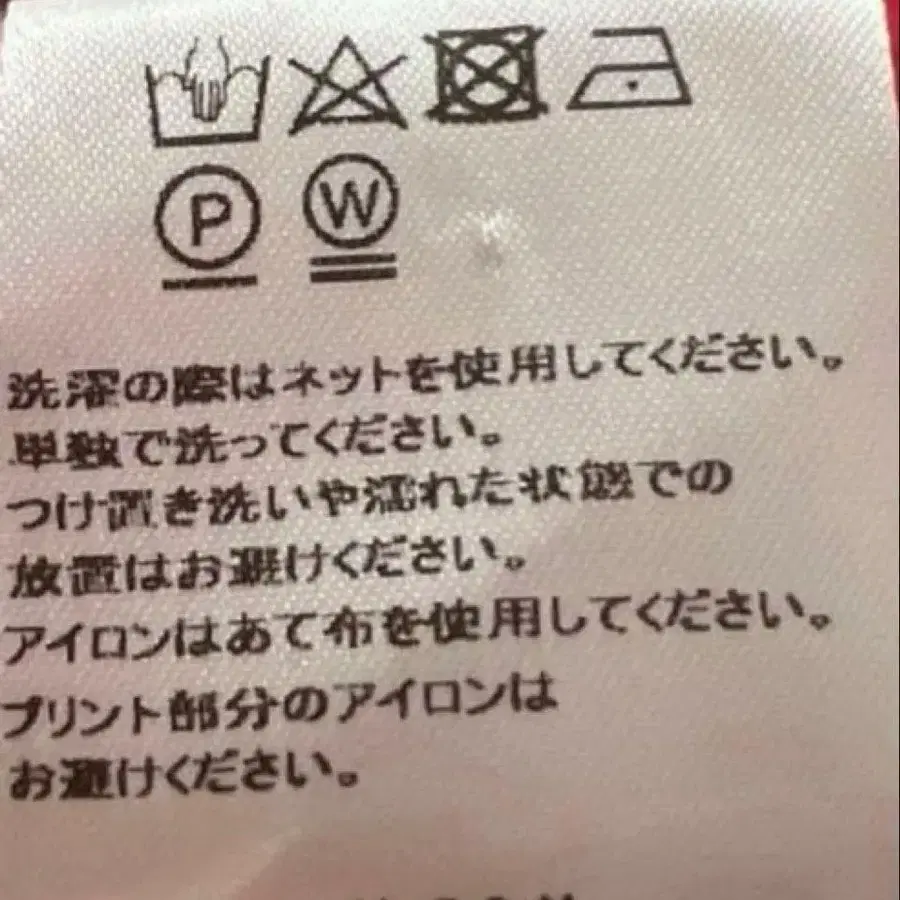 P W
洗濯の際はネットを使用してください。
単独で洗ってください。
つけ置き洗いや濡れた状態での
放置はお避けください。
アイロンはあて布を使用してください。
プリント部分のアイロンは
お避けください。